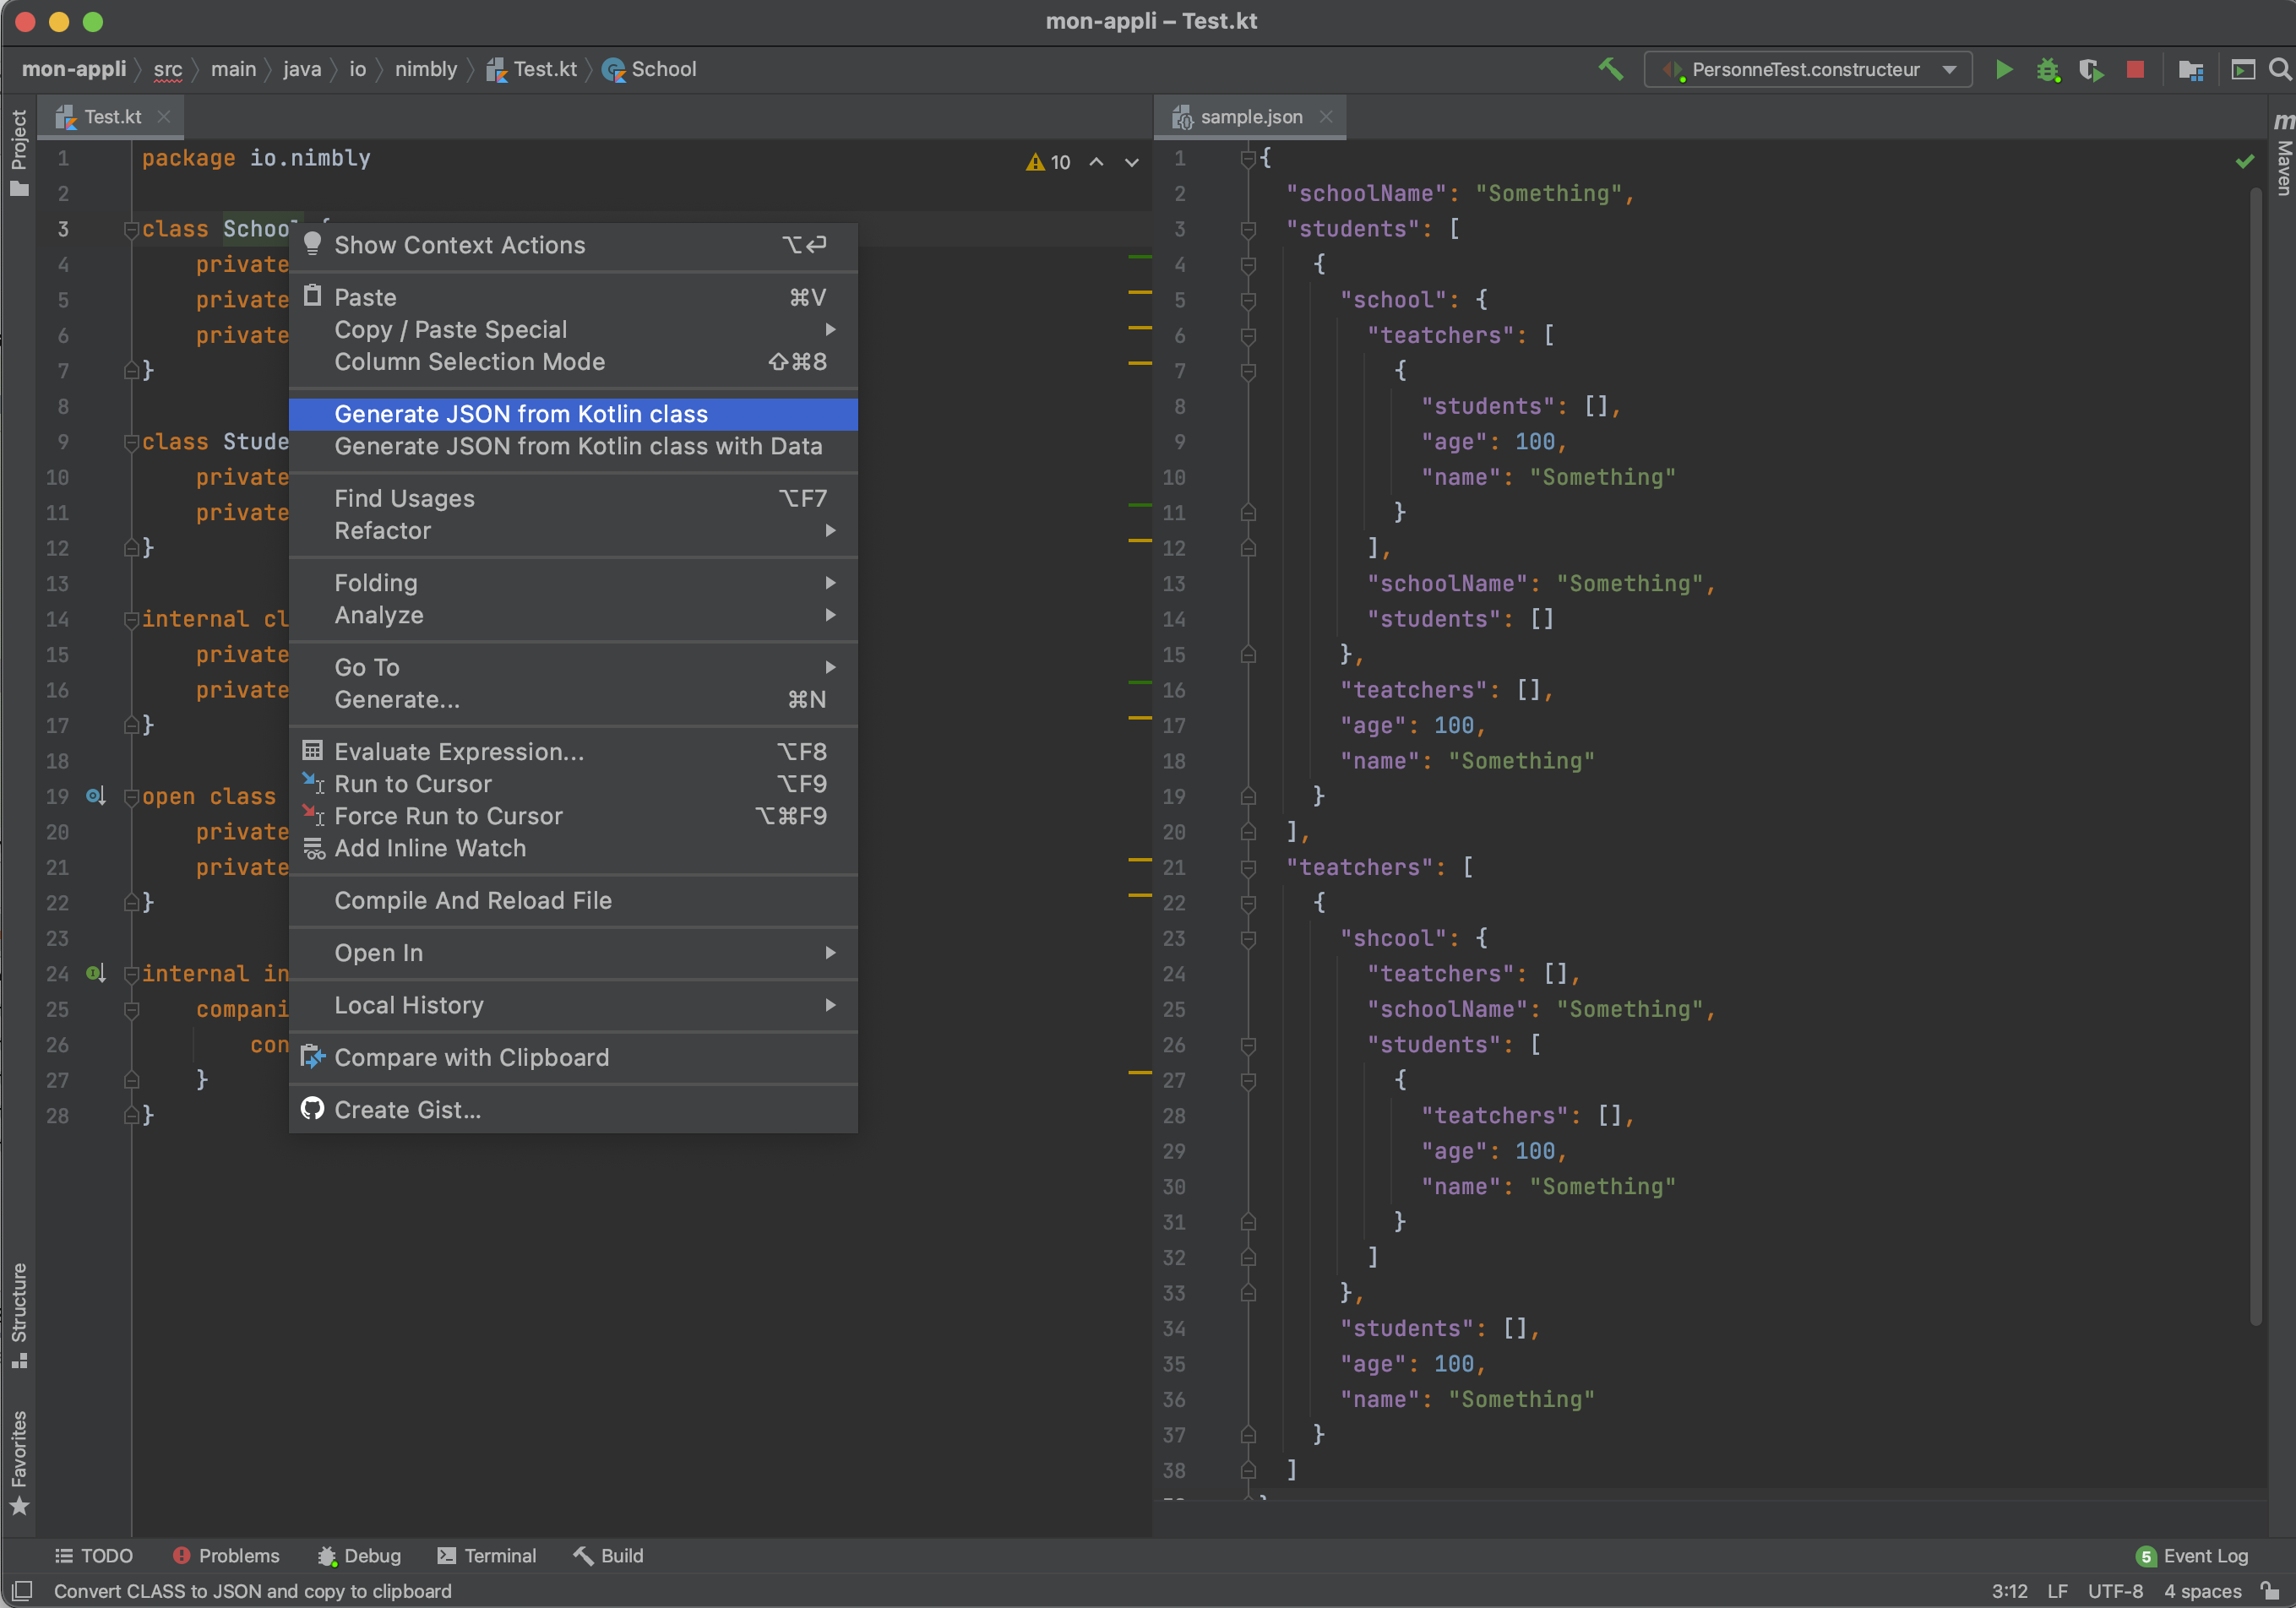 mon-appli – Test.kt
mon-appli src main java io nimbly Test.kt School
PersonneTest.constructeur
Project
Test.kt
1 package io.nimbly
10
2
3 class School {
4 private
5 private
6 private
7 }
8
9 class Stude
10 private
11 private
12 }
13
14 internal cl
15 private
16 private
17 }
18
19 open class
20 private
21 private
22 }
23
24 internal in
25 compani
26 con
27 }
28 }
Show Context Actions ⌥↩
Paste ⌘V
Copy / Paste Special
Column Selection Mode ⇧⌘8
Generate JSON from Kotlin class
Generate JSON from Kotlin class with Data
Find Usages ⌥F7
Refactor
Folding
Analyze
Go To
Generate... ⌘N
Evaluate Expression... ⌥F8
Run to Cursor ⌥F9
Force Run to Cursor ⌥⌘F9
Add Inline Watch
Compile And Reload File
Open In
Local History
Compare with Clipboard
Create Gist...
sample.json
1 {
2 "schoolName": "Something",
3 "students": [
4 {
5 "school": {
6 "teatchers": [
7 {
8 "students": [],
9 "age": 100,
10 "name": "Something"
11 }
12 ],
13 "schoolName": "Something",
14 "students": []
15 },
16 "teatchers": [],
17 "age": 100,
18 "name": "Something"
19 }
20 ],
21 "teatchers": [
22 {
23 "shcool": {
24 "teatchers": [],
25 "schoolName": "Something",
26 "students": [
27 {
28 "teatchers": [],
29 "age": 100,
30 "name": "Something"
31 }
32 ]
33 },
34 "students": [],
35 "age": 100,
36 "name": "Something"
37 }
38 ]
m Maven
Structure
Favorites
TODO Problems Debug Terminal Build
5 Event Log
Convert CLASS to JSON and copy to clipboard
3:12 LF UTF-8 4 spaces